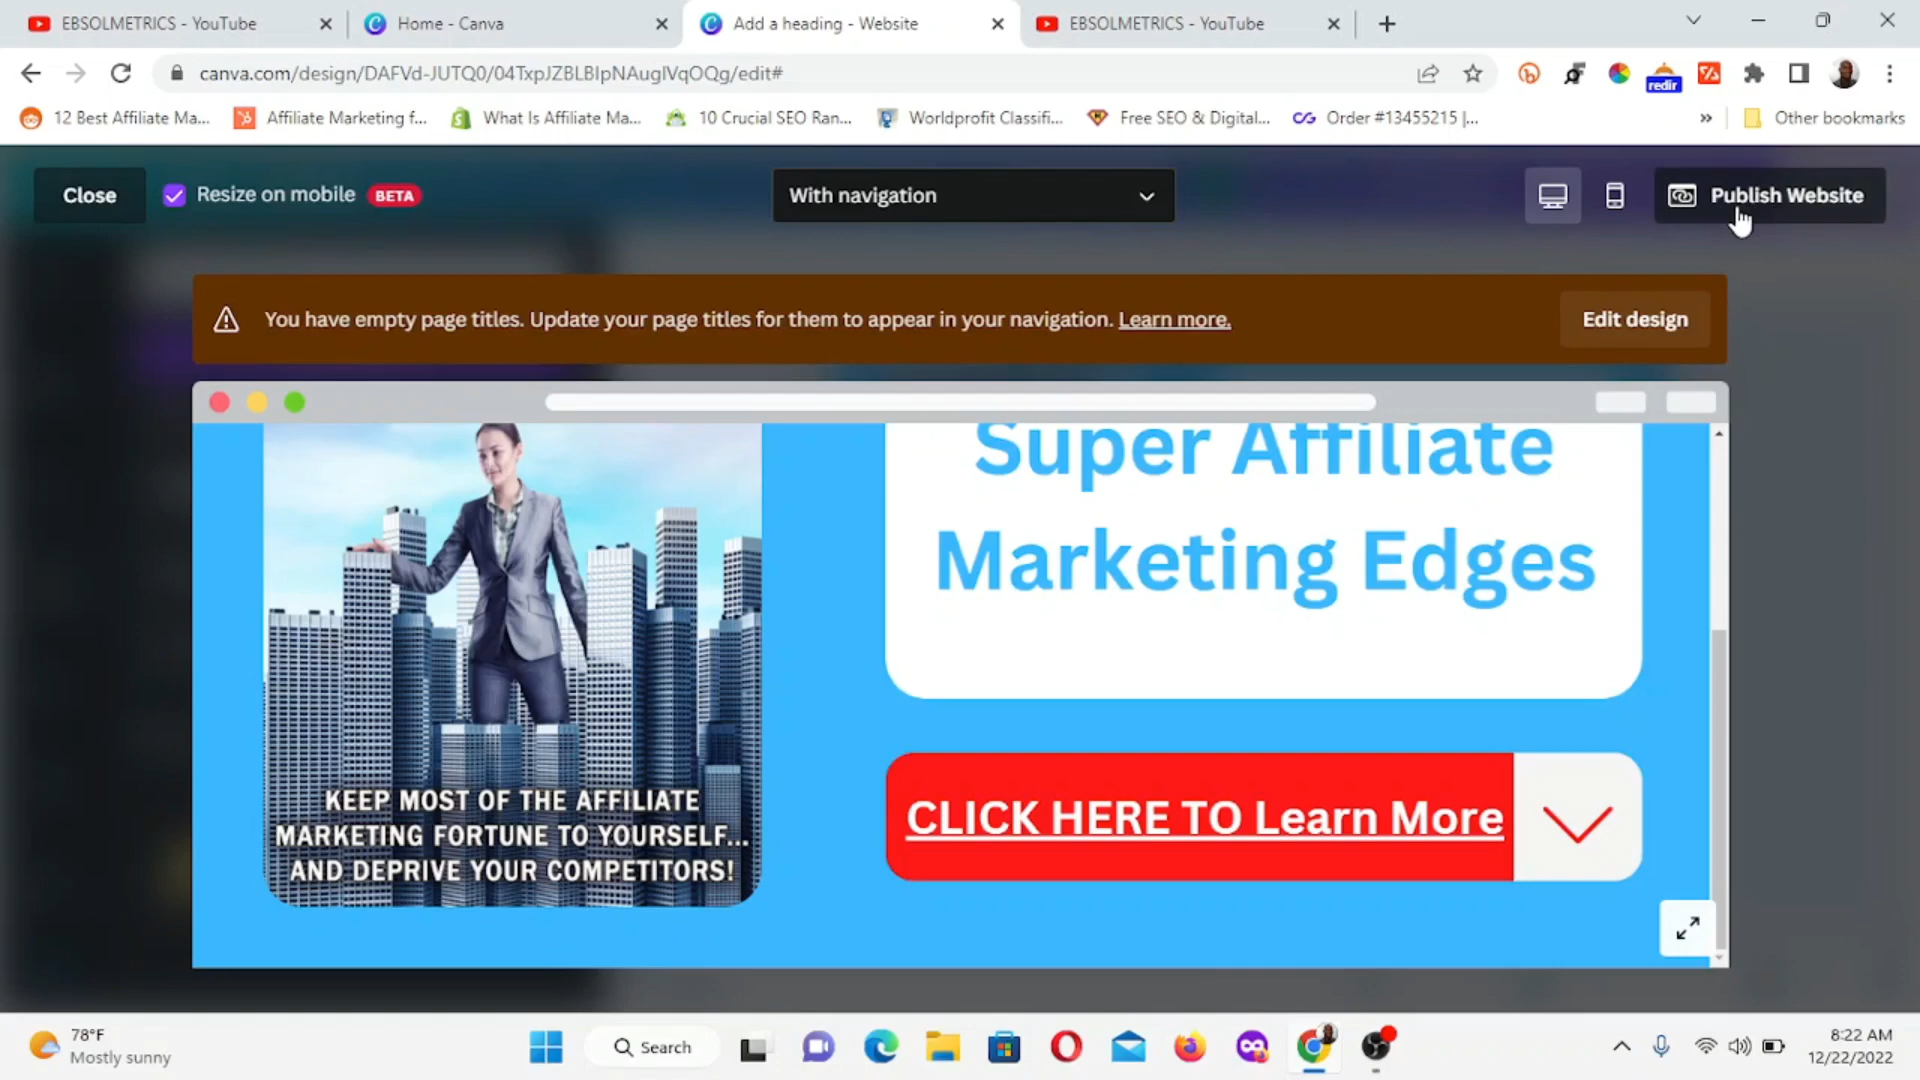 EBSOLMETRICS - YouTube
Home - Canva
Add a heading - Website
EBSOLMETRICS - YouTube
canva.com/design/DAFVd-JUTQ0/04TxpJZBLBIpNAuglVqOQg/edit#
redir
12 Best Affiliate Ma...
Affiliate Marketing f...
What Is Affiliate Ma...
10 Crucial SEO Ran...
Worldprofit Classifi...
Free SEO & Digital...
Order #13455215 |...
»
Other bookmarks
Close
Resize on mobile BETA
With navigation
Publish Website
You have empty page titles. Update your page titles for them to appear in your navigation. Learn more.
Edit design
Super Affiliate
Marketing Edges
KEEP MOST OF THE AFFILIATE
MARKETING FORTUNE TO YOURSELF...
AND DEPRIVE YOUR COMPETITORS!
CLICK HERE TO Learn More
78°F
Mostly sunny
Search
8:22 AM
12/22/2022